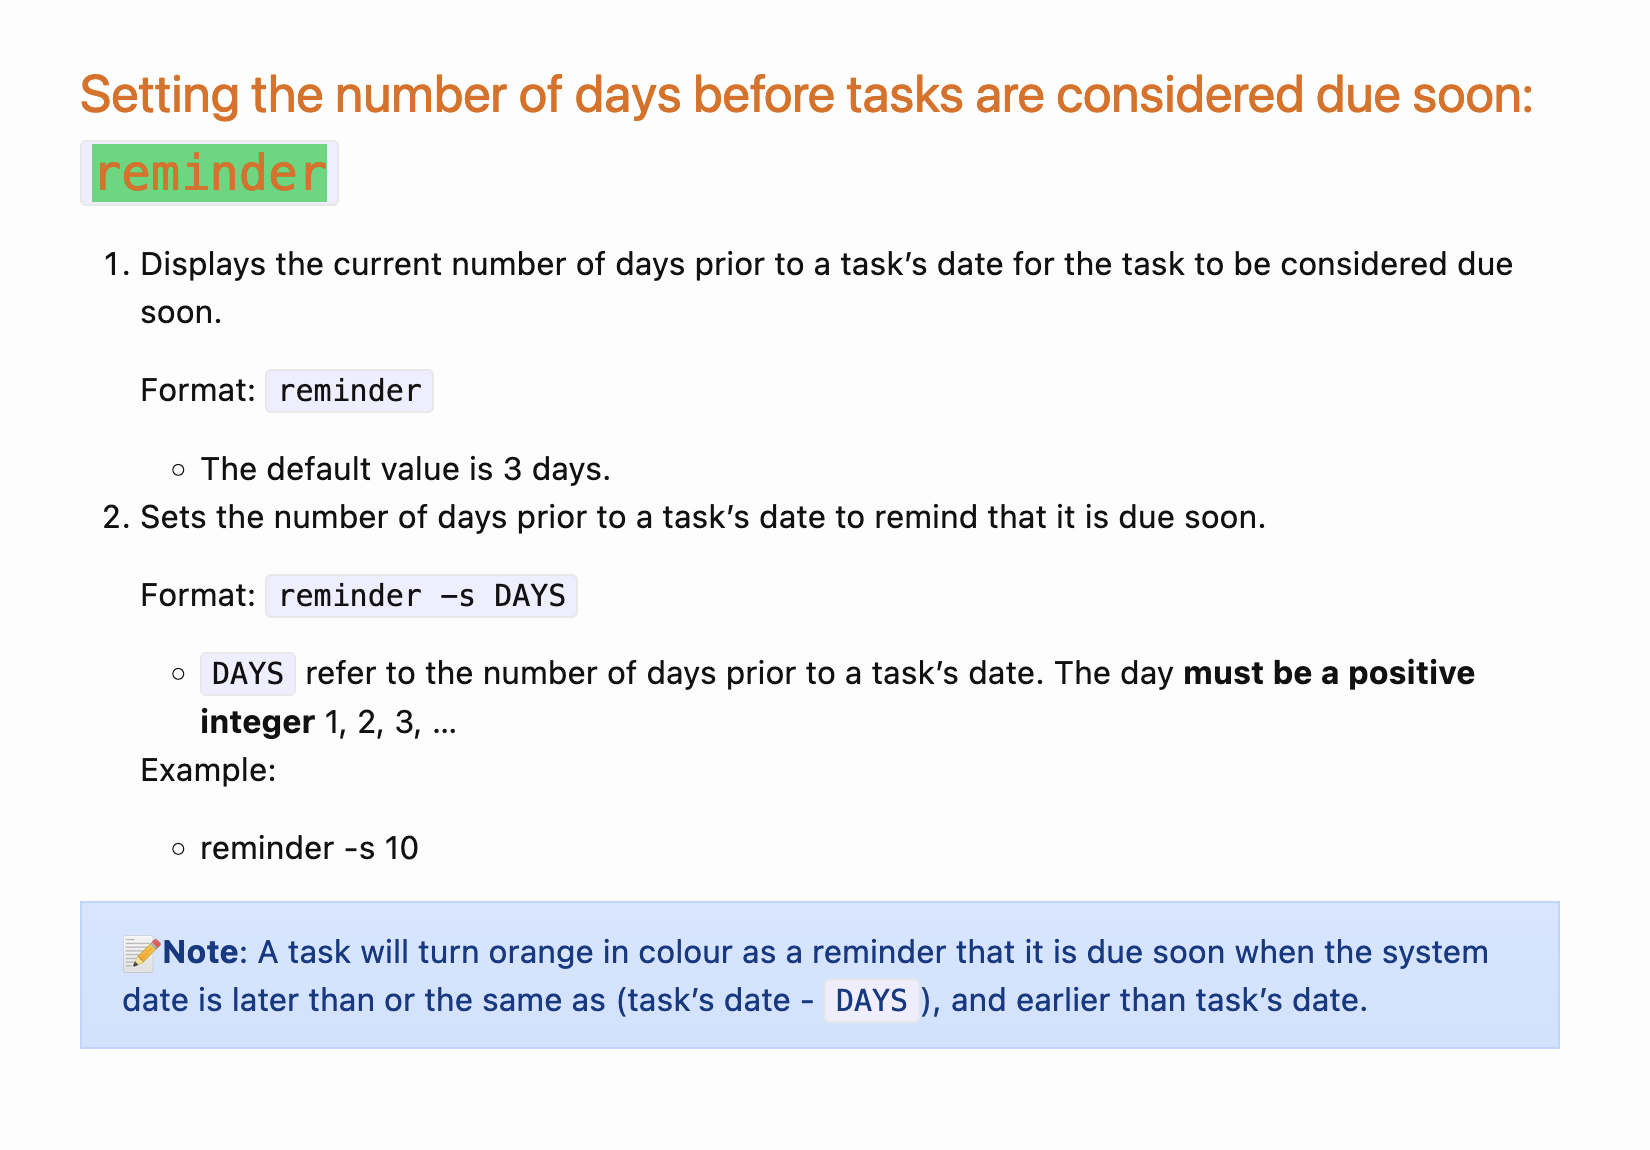 Setting the number of days before tasks are considered due soon:
reminder
1. Displays the current number of days prior to a task’s date for the task to be considered due
soon.
Format: reminder
The default value is 3 days.
2. Sets the number of days prior to a task’s date to remind that it is due soon.
Format: reminder –s DAYS
DAYS refer to the number of days prior to a task’s date. The day must be a positive
integer 1, 2, 3, …
Example:
reminder -s 10
📝Note: A task will turn orange in colour as a reminder that it is due soon when the system
date is later than or the same as (task’s date - DAYS), and earlier than task’s date.